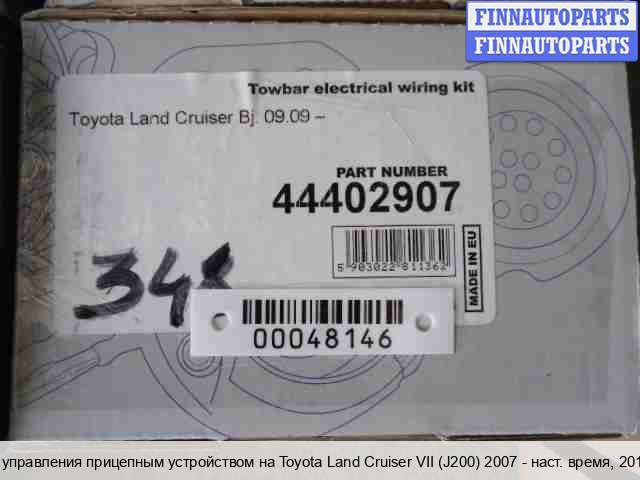 FINNAUTOPARTS
FINNAUTOPARTS
Towbar electrical wiring kit
Toyota Land Cruiser Bj. 09.09 –
PART NUMBER
44402907
5 903022 811362
MADE IN EU
348
00048146
управления прицепным устройством на Toyota Land Cruiser VII (J200) 2007 - наст. время, 201